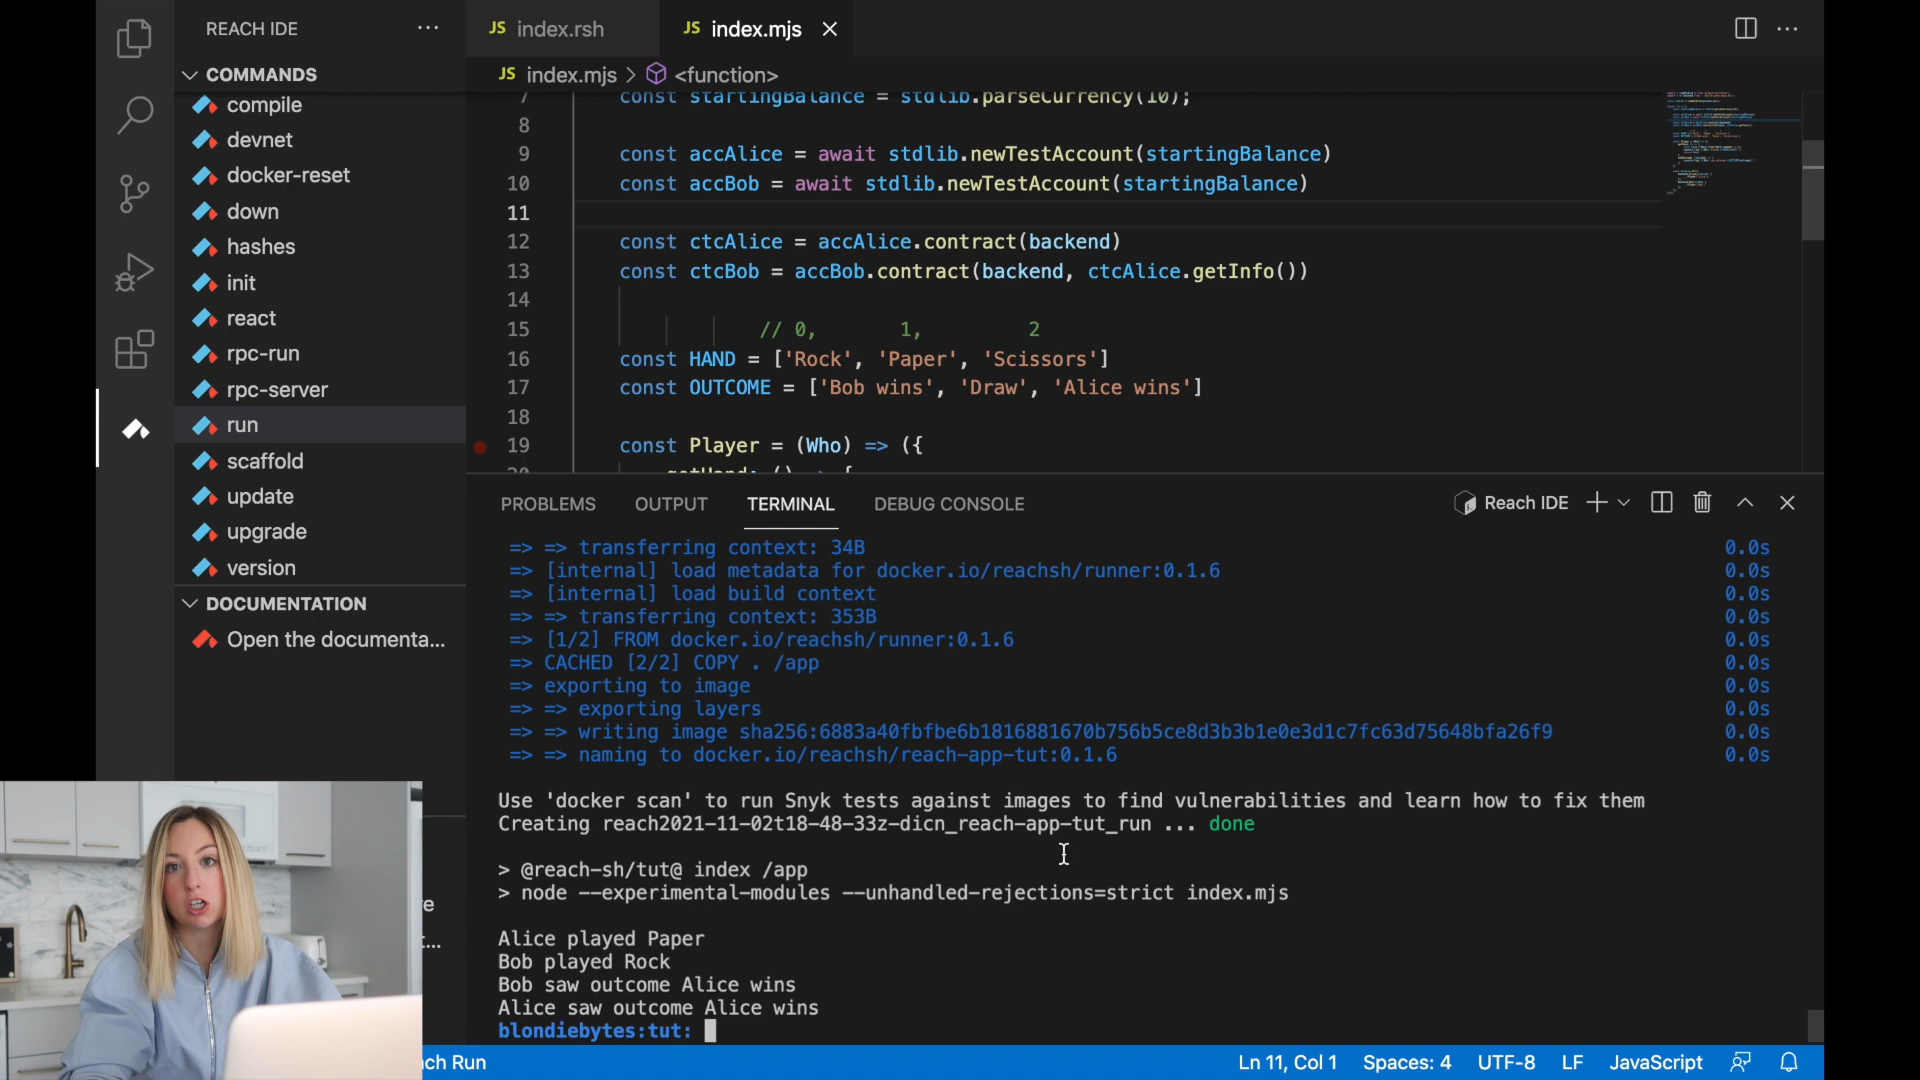 REACH IDE
COMMANDS
compile
devnet
docker-reset
down
hashes
init
react
rpc-run
rpc-server
run
scaffold
update
upgrade
version
DOCUMENTATION
Open the documenta...
JS index.rsh
JS index.mjs
JS index.mjs > <function>
7 const startingBalance = stdlib.parseCurrency(10);
8
9 const accAlice = await stdlib.newTestAccount(startingBalance)
10 const accBob = await stdlib.newTestAccount(startingBalance)
11
12 const ctcAlice = accAlice.contract(backend)
13 const ctcBob = accBob.contract(backend, ctcAlice.getInfo())
14
15 // 0, 1, 2
16 const HAND = ['Rock', 'Paper', 'Scissors']
17 const OUTCOME = ['Bob wins', 'Draw', 'Alice wins']
18
19 const Player = (Who) => ({
20 getHand: () => {
PROBLEMS OUTPUT TERMINAL DEBUG CONSOLE Reach IDE
=> => transferring context: 34B 0.0s
=> [internal] load metadata for docker.io/reachsh/runner:0.1.6 0.0s
=> [internal] load build context 0.0s
=> => transferring context: 353B 0.0s
=> [1/2] FROM docker.io/reachsh/runner:0.1.6 0.0s
=> CACHED [2/2] COPY . /app 0.0s
=> exporting to image 0.0s
=> => exporting layers 0.0s
=> => writing image sha256:6883a40fbfbe6b1816881670b756b5ce8d3b3b1e0e3d1c7fc63d75648bfa26f9 0.0s
=> => naming to docker.io/reachsh/reach-app-tut:0.1.6 0.0s
Use 'docker scan' to run Snyk tests against images to find vulnerabilities and learn how to fix them
Creating reach2021-11-02t18-48-33z-dicn_reach-app-tut_run ... done
> @reach-sh/tut@ index /app
> node --experimental-modules --unhandled-rejections=strict index.mjs
Alice played Paper
Bob played Rock
Bob saw outcome Alice wins
Alice saw outcome Alice wins
blondiebytes:tut:
ch Run
Ln 11, Col 1 Spaces: 4 UTF-8 LF JavaScript